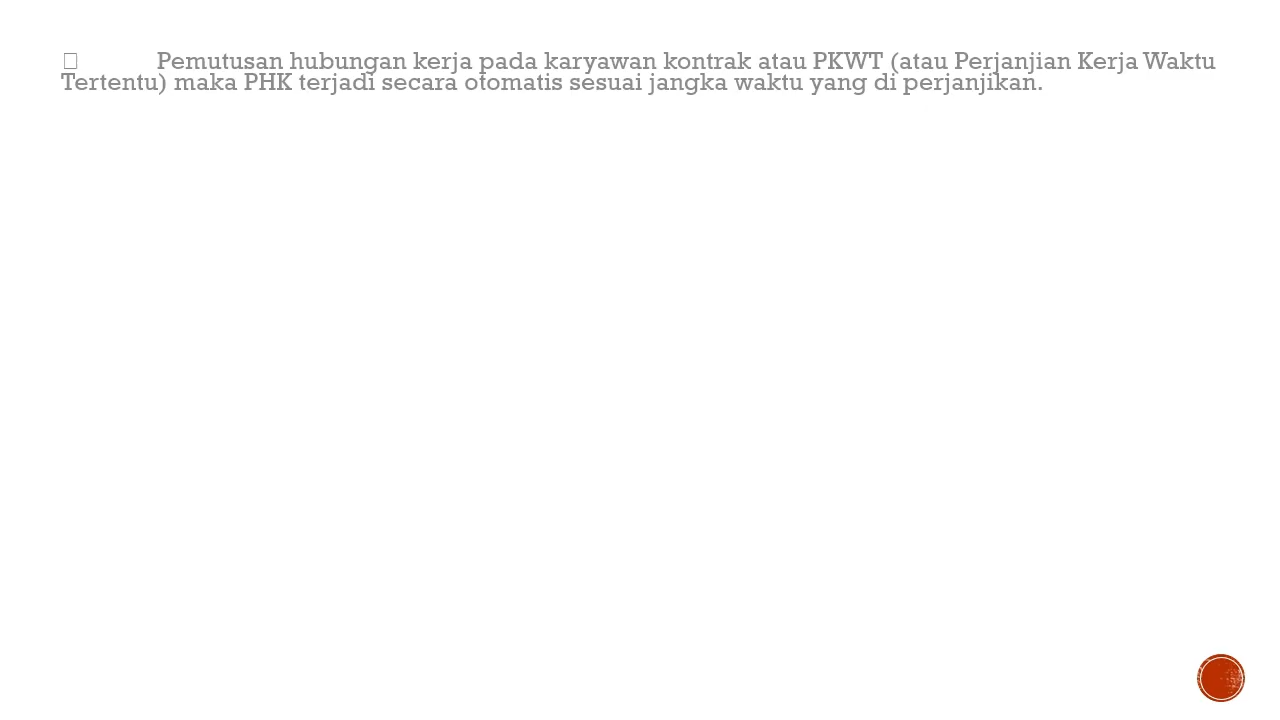 Pemutusan hubungan kerja pada karyawan kontrak atau PKWT (atau Perjanjian Kerja Waktu
Tertentu) maka PHK terjadi secara otomatis sesuai jangka waktu yang di perjanjikan.